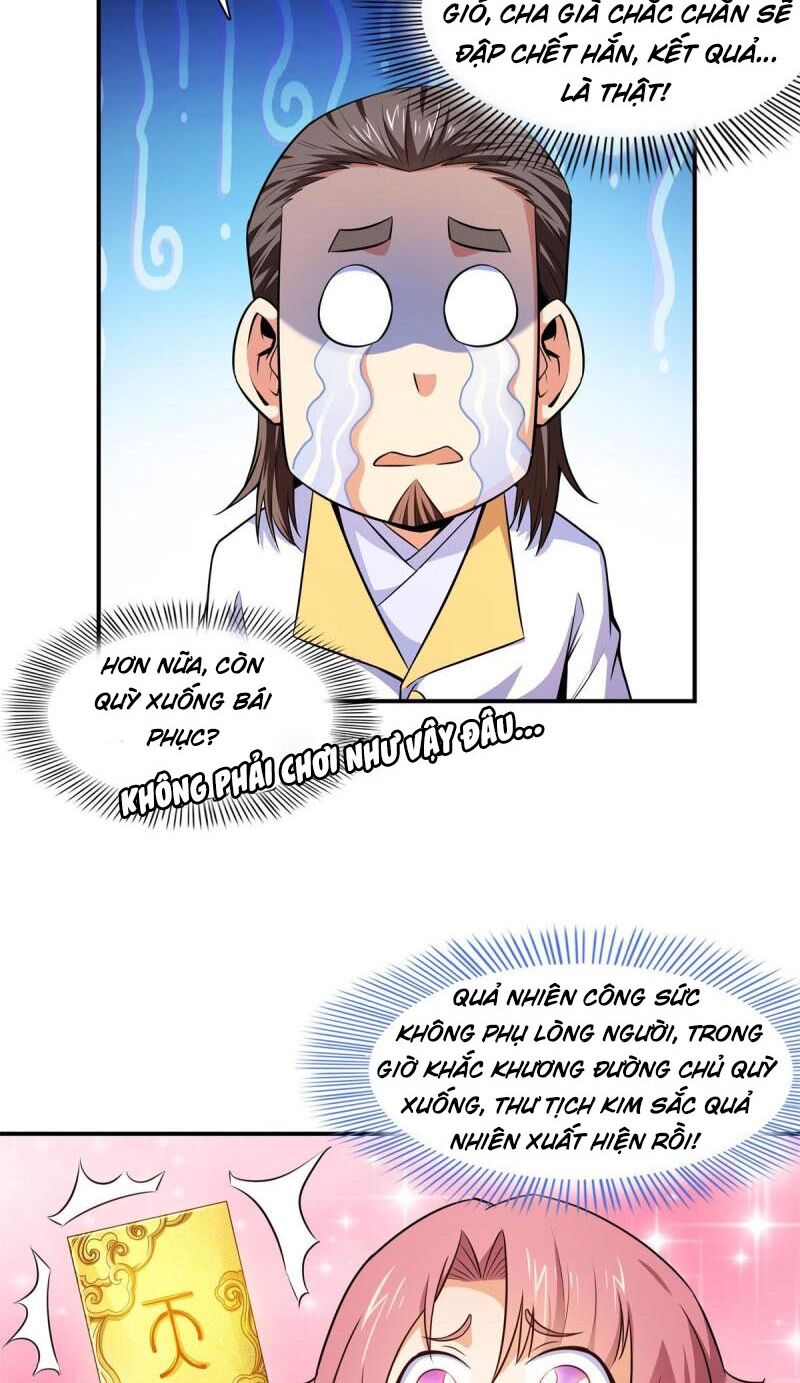 GIÓ, CHA GIÀ CHẮC CHẮN SẼ
ĐẬP CHẾT HẮN, KẾT QUẢ...
LÀ THẬT!
HƠN NỮA, CÒN
QUỲ XUỐNG BÁI
PHỤC?
KHÔNG PHẢI CHƠI NHƯ VẬY ĐÂU...
QUẢ NHIÊN CÔNG SỨC
KHÔNG PHỤ LÒNG NGƯỜI, TRONG
GIỜ KHẮC KHƯƠNG ĐƯỜNG CHỦ QUỲ
XUỐNG, THƯ TỊCH KIM SẮC QUẢ
NHIÊN XUẤT HIỆN RỒI!
天